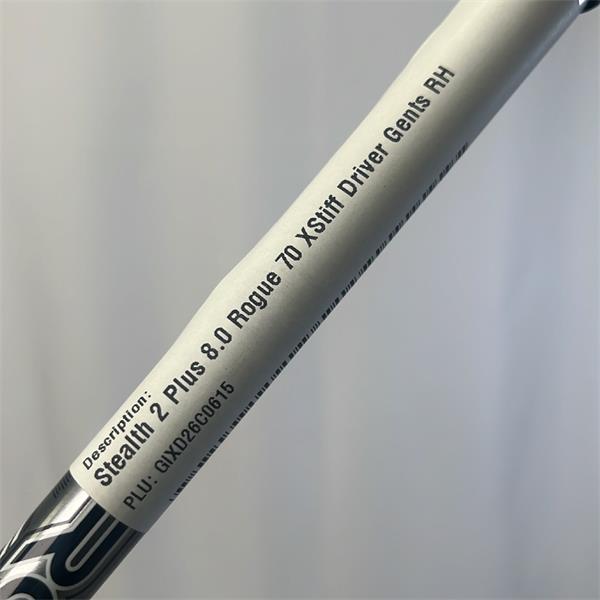 Description:
Stealth 2 Plus 8.0 Rogue 70 XStiff Driver Gents RH
PLU: GIXD26C0615